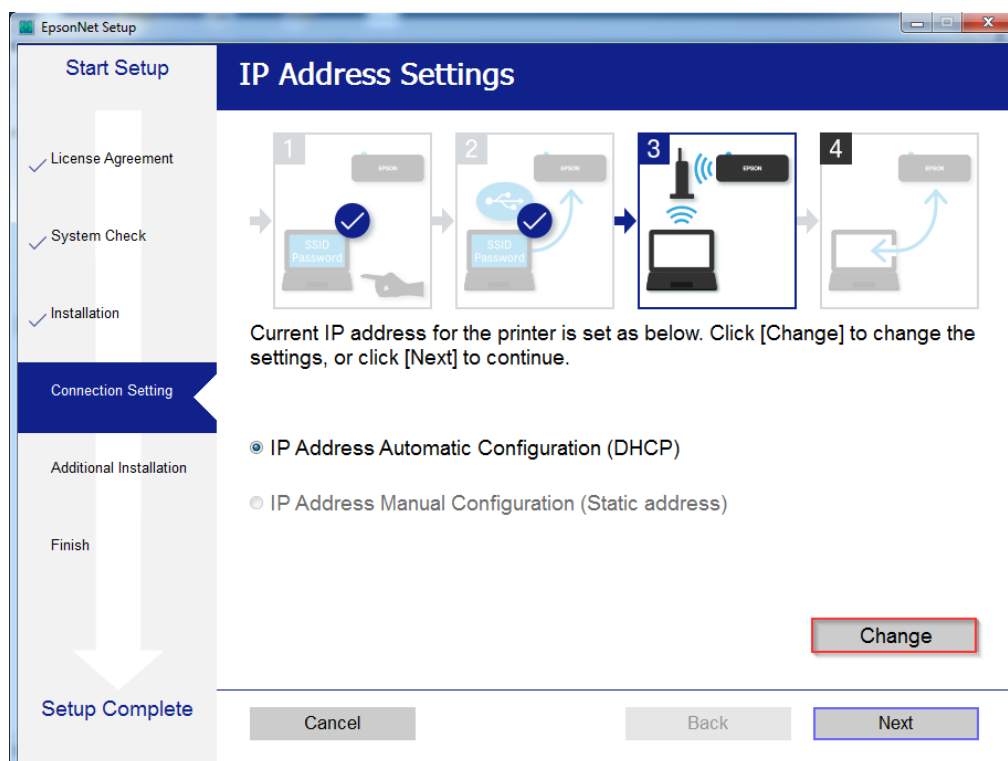 EpsonNet Setup
Start Setup
License Agreement
System Check
Installation
Connection Setting
Additional Installation
Finish
Setup Complete
IP Address Settings
1
EPSON
SSID
Password
2
EPSON
SSID
Password
3
EPSON
4
EPSON
Current IP address for the printer is set as below. Click [Change] to change the
settings, or click [Next] to continue.
IP Address Automatic Configuration (DHCP)
IP Address Manual Configuration (Static address)
Change
Cancel
Back
Next